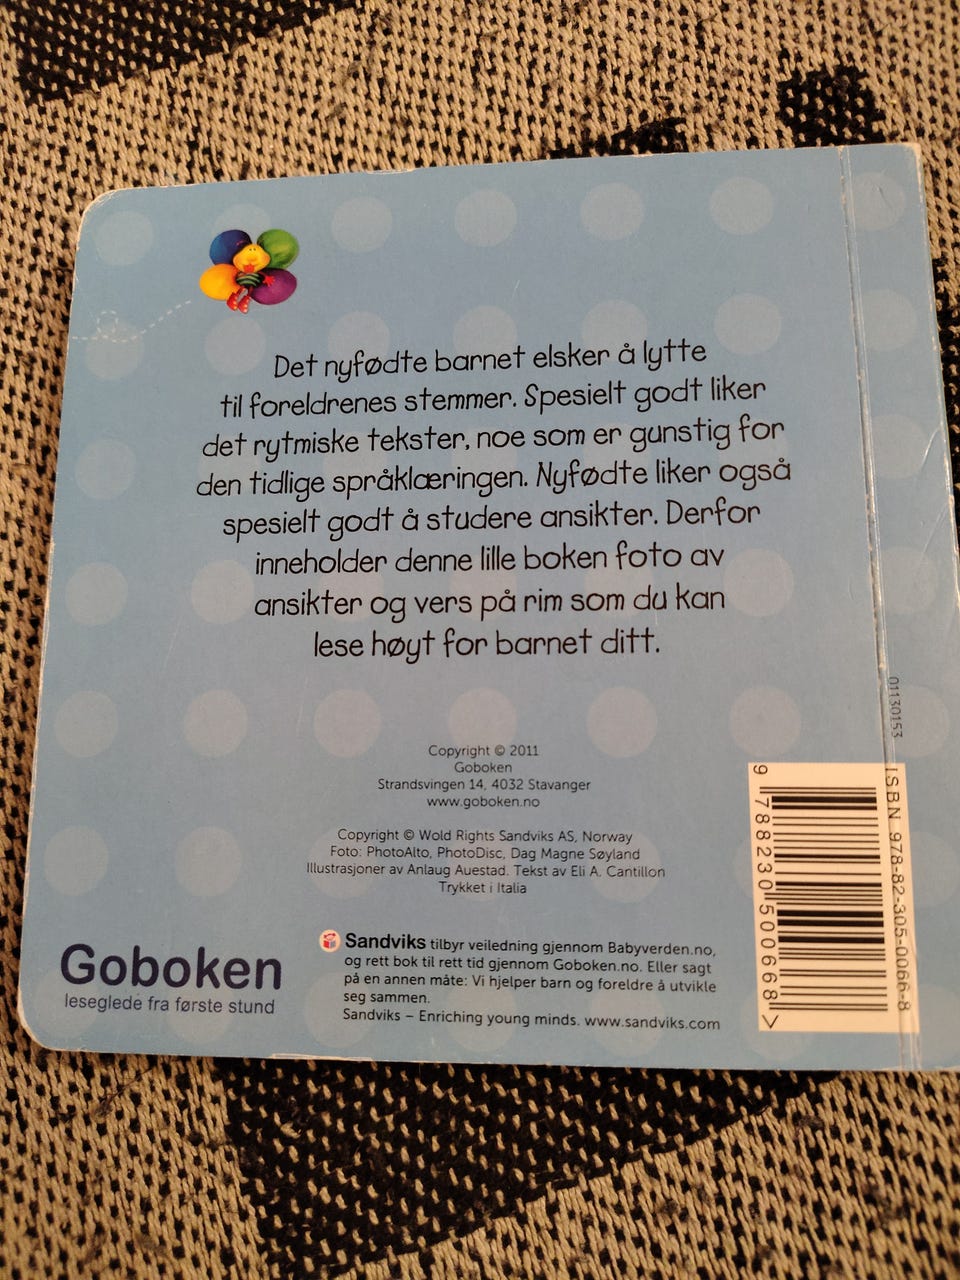 Det nyfødte barnet elsker å lytte
til foreldrenes stemmer. Spesielt godt liker
det rytmiske tekster, noe som er gunstig for
den tidlige språklæringen. Nyfødte liker også
spesielt godt å studere ansikter. Derfor
inneholder denne lille boken foto av
ansikter og vers på rim som du kan
lese høyt for barnet ditt.
Copyright © 2011
Goboken
Strandsvingen 14, 4032 Stavanger
www.goboken.no
Copyright © Wold Rights Sandviks AS, Norway
Foto: PhotoAlto, PhotoDisc, Dag Magne Søyland
Illustrasjoner av Anlaug Auestad. Tekst av Eli A. Cantillon
Trykket i Italia
Goboken
leseglede fra første stund
Sandviks tilbyr veiledning gjennom Babyverden.no,
og rett bok til rett tid gjennom Goboken.no. Eller sagt
på en annen måte: Vi hjelper barn og foreldre å utvikle
seg sammen.
Sandviks – Enriching young minds. www.sandviks.com
01130153
ISBN 978-82-305-0066-8
9 788230 500668 >